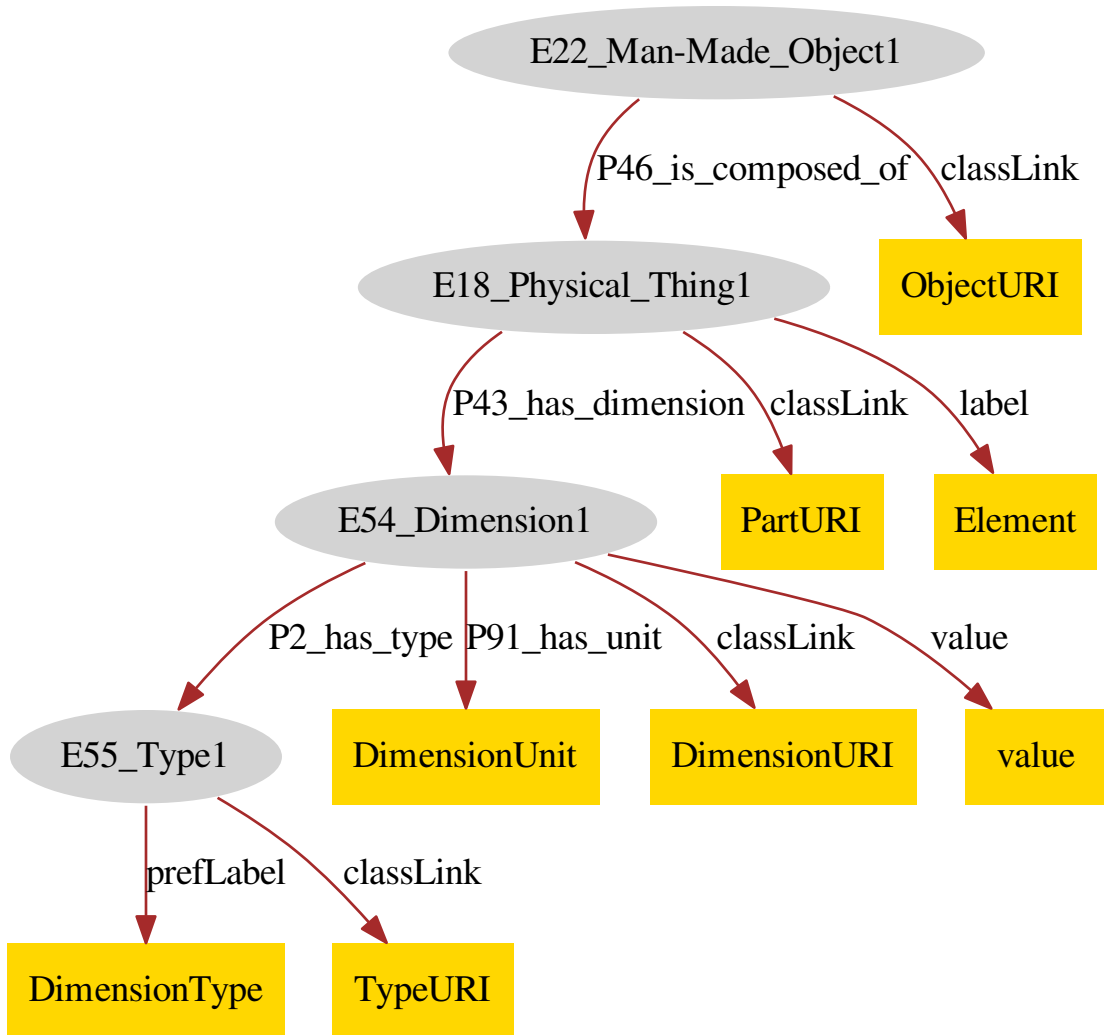 E22_Man-Made_Object1
P46_is_composed_of
classLink
E18_Physical_Thing1
ObjectURI
P43_has_dimension
classLink
label
E54_Dimension1
PartURI
Element
P2_has_type
P91_has_unit
classLink
value
E55_Type1
DimensionUnit
DimensionURI
value
prefLabel
classLink
DimensionType
TypeURI